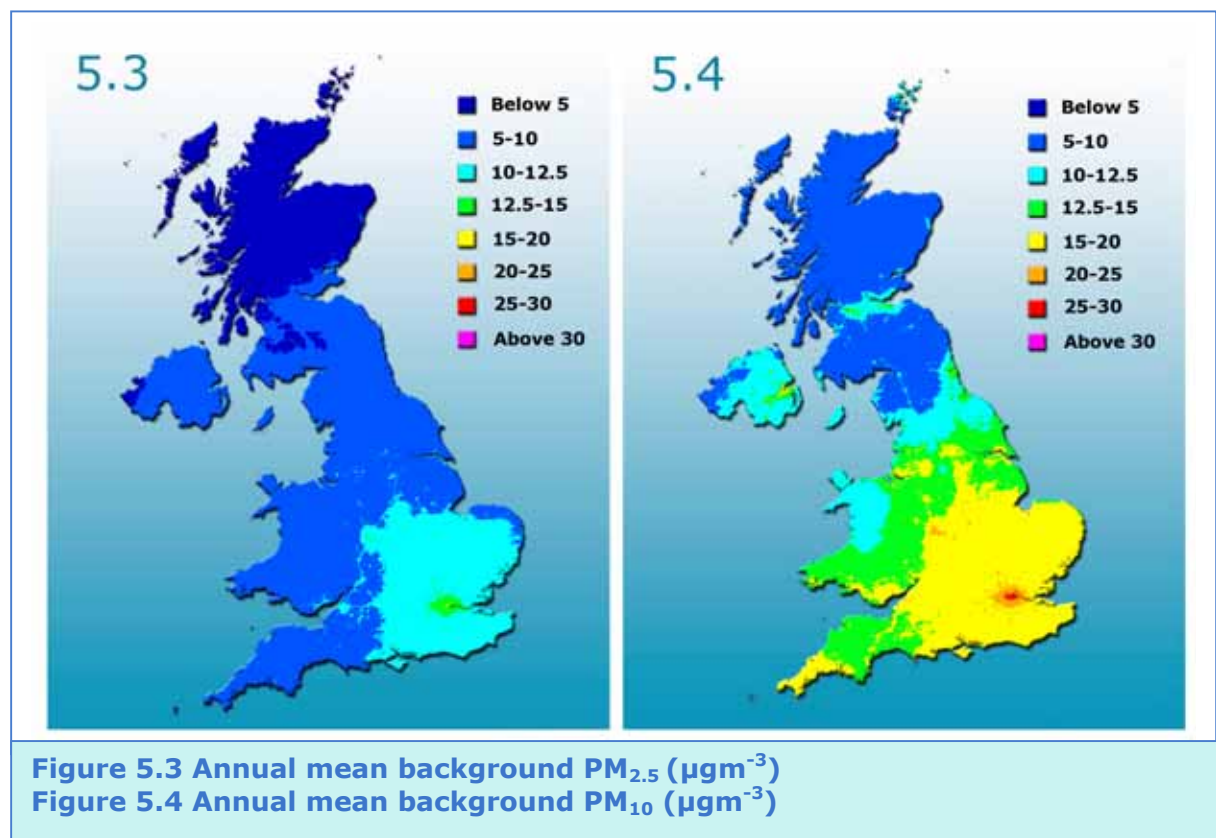 5.3
Below 5
5-10
10-12.5
12.5-15
15-20
20-25
25-30
Above 30
5.4
Below 5
5-10
10-12.5
12.5-15
15-20
20-25
25-30
Above 30
Figure 5.3 Annual mean background PM₂.₅ (µgm⁻³)
Figure 5.4 Annual mean background PM₁₀ (µgm⁻³)